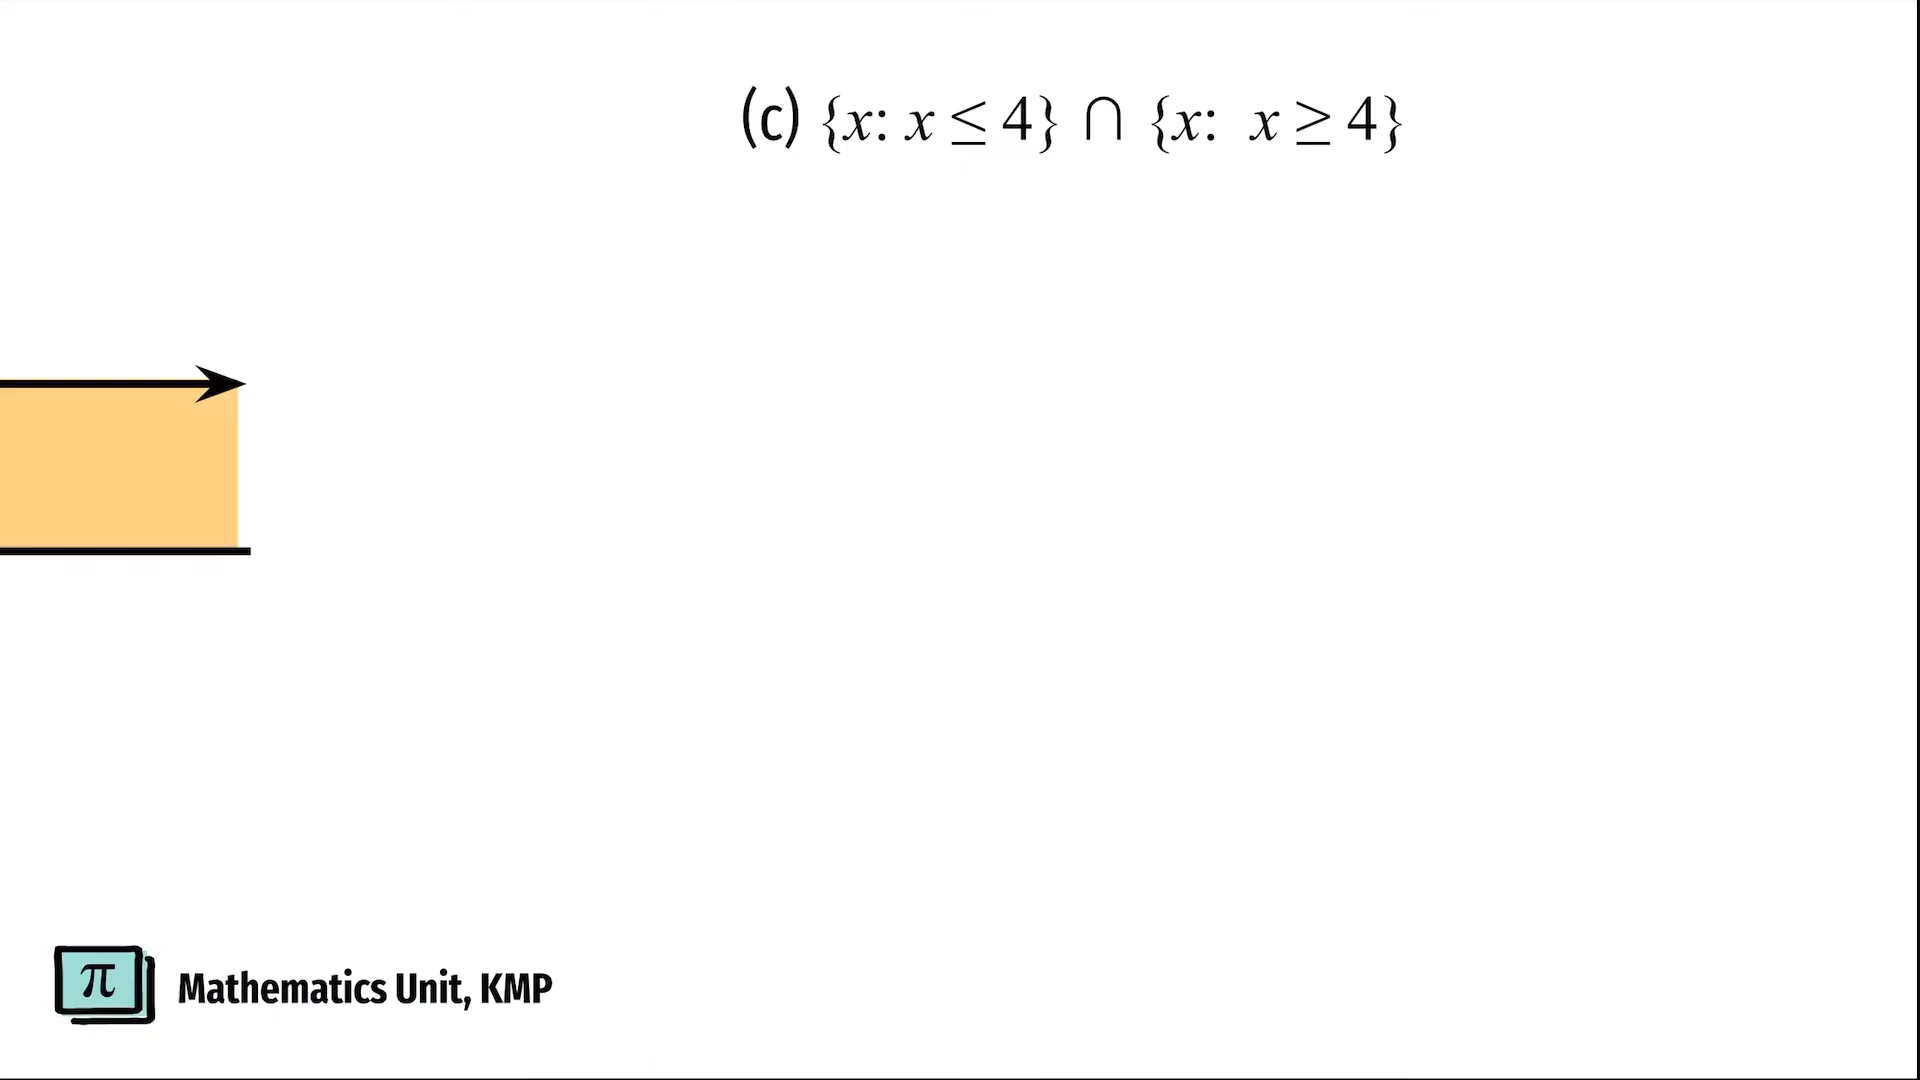 (c) {x: x ≤ 4} ∩ {x: x ≥ 4}
π
Mathematics Unit, KMP